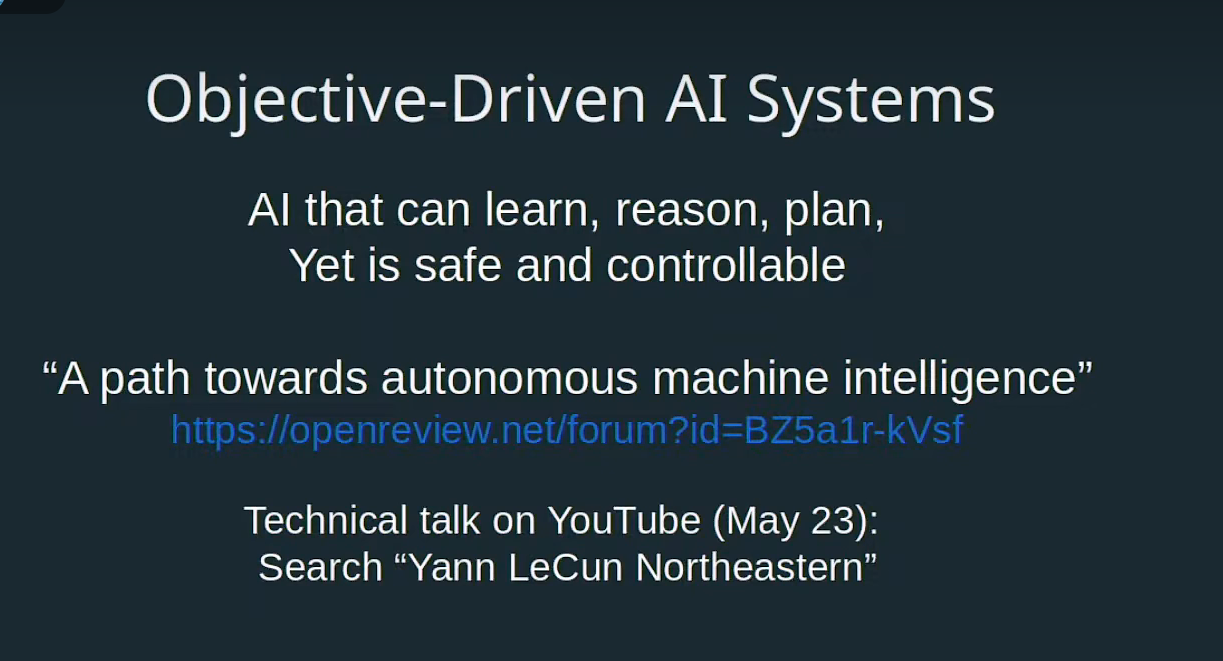 Objective-Driven AI Systems
AI that can learn, reason, plan,
Yet is safe and controllable
“A path towards autonomous machine intelligence”
https://openreview.net/forum?id=BZ5a1r-kVsf
Technical talk on YouTube (May 23):
Search “Yann LeCun Northeastern”